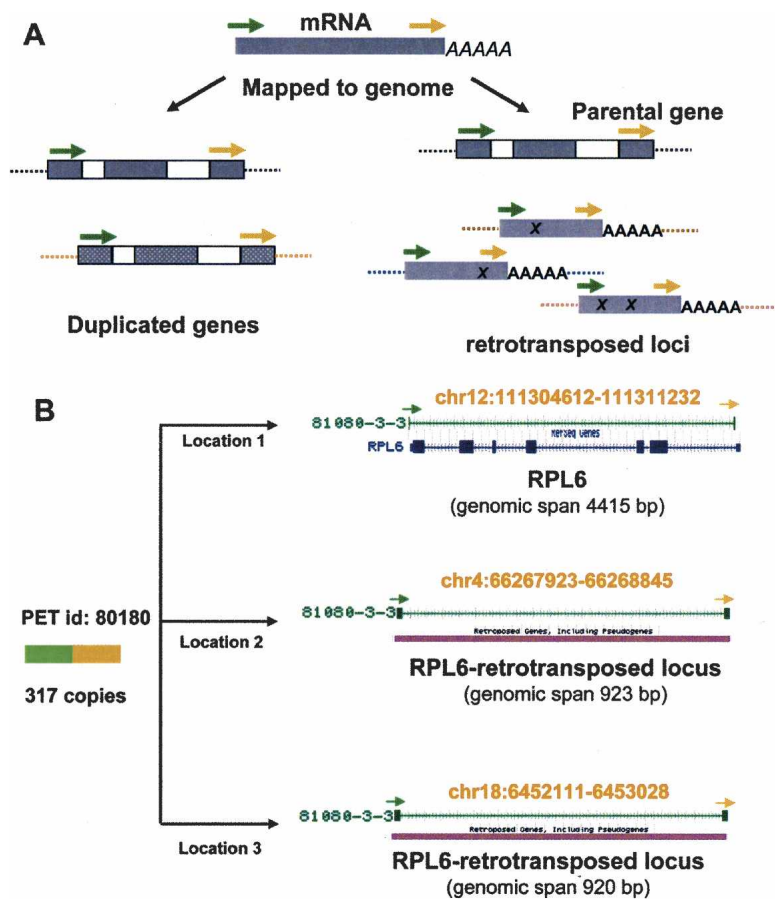 A
mRNA
AAAAA
Mapped to genome
Parental gene
x
AAAAA
x
AAAAA
x x
AAAAA
Duplicated genes
retrotransposed loci
B
chr12:111304612-111311232
81080-3-3
RefSeq Genes
Location 1
RPL6
RPL6
(genomic span 4415 bp)
chr4:66267923-66268845
PET id: 80180
81080-3-3
Location 2
Retroposed Genes, Including Pseudogenes
RPL6-retrotransposed locus
317 copies
(genomic span 923 bp)
chr18:6452111-6453028
81080-3-3
Location 3
Retroposed Genes, Including Pseudogenes
RPL6-retrotransposed locus
(genomic span 920 bp)